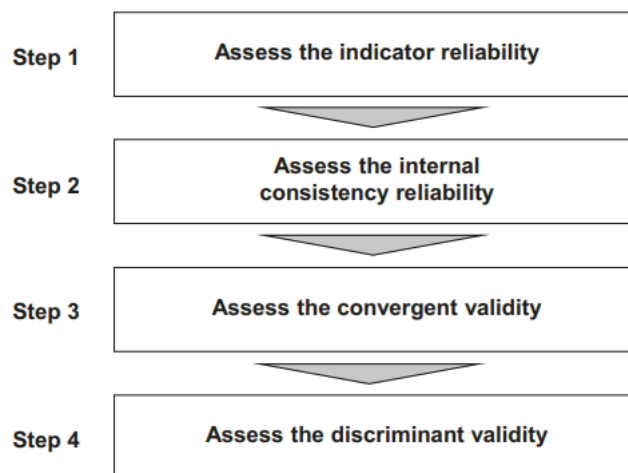 Step 1
Assess the indicator reliability
Step 2
Assess the internal
consistency reliability
Step 3
Assess the convergent validity
Step 4
Assess the discriminant validity